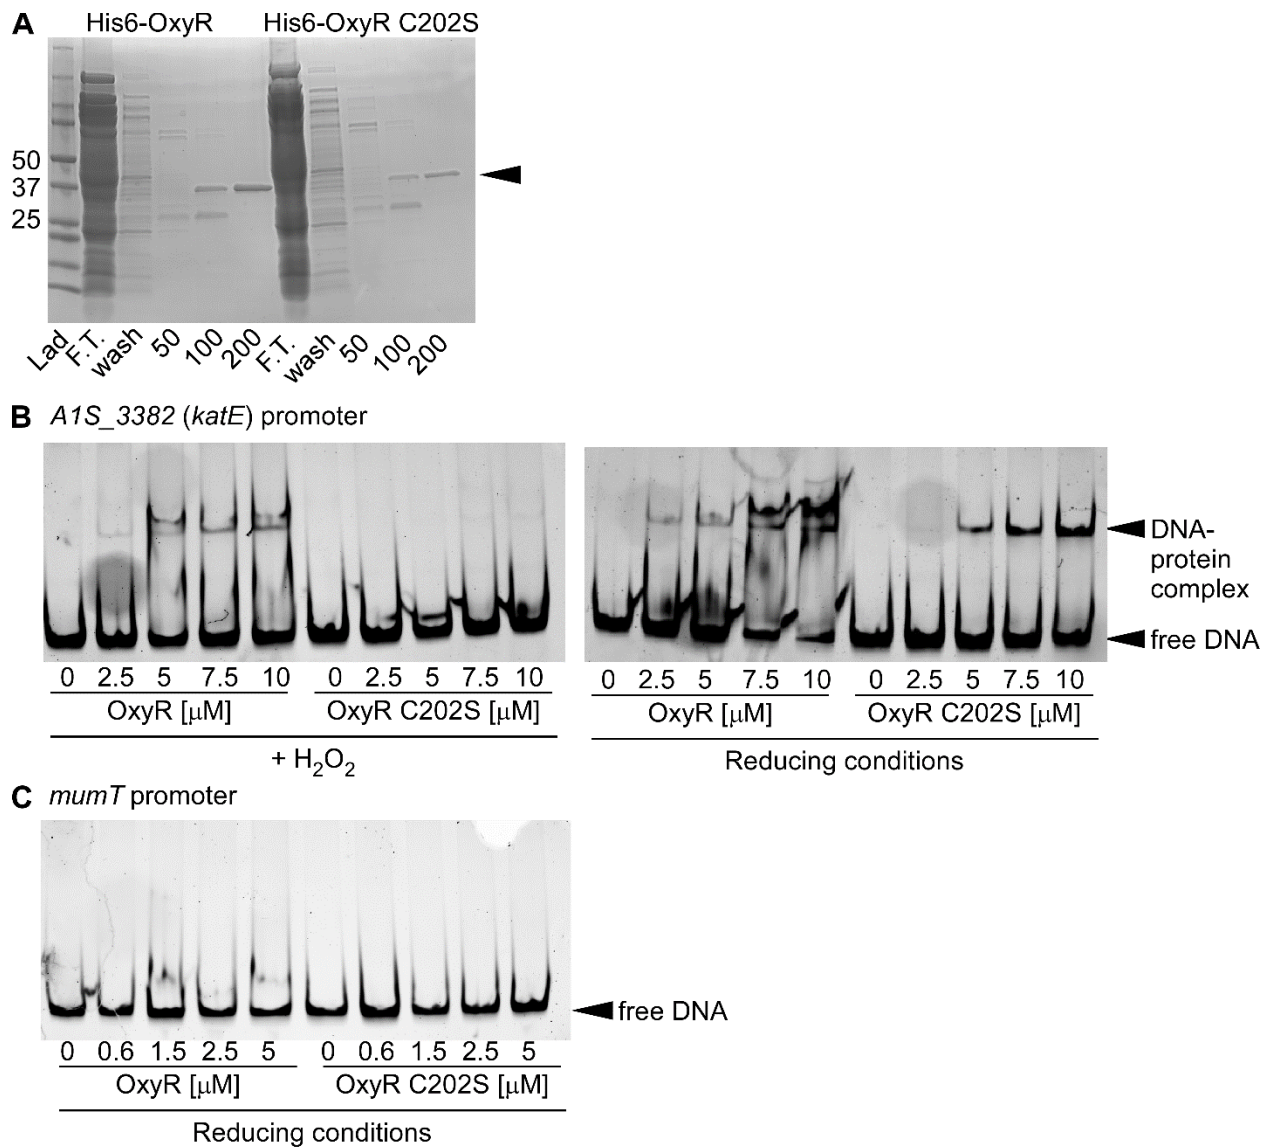 A His6-OxyR His6-OxyR C202S
50
37
25
Lad F.T. wash 50 100 200 F.T. wash 50 100 200
B A1S_3382 (katE) promoter
DNA-
protein
complex
free DNA
0 2.5 5 7.5 10 0 2.5 5 7.5 10 0 2.5 5 7.5 10 0 2.5 5 7.5 10
OxyR [μM] OxyR C202S [μM] OxyR [μM] OxyR C202S [μM]
+ H₂O₂ Reducing conditions
C mumT promoter
free DNA
0 0.6 1.5 2.5 5 0 0.6 1.5 2.5 5
OxyR [μM] OxyR C202S [μM]
Reducing conditions